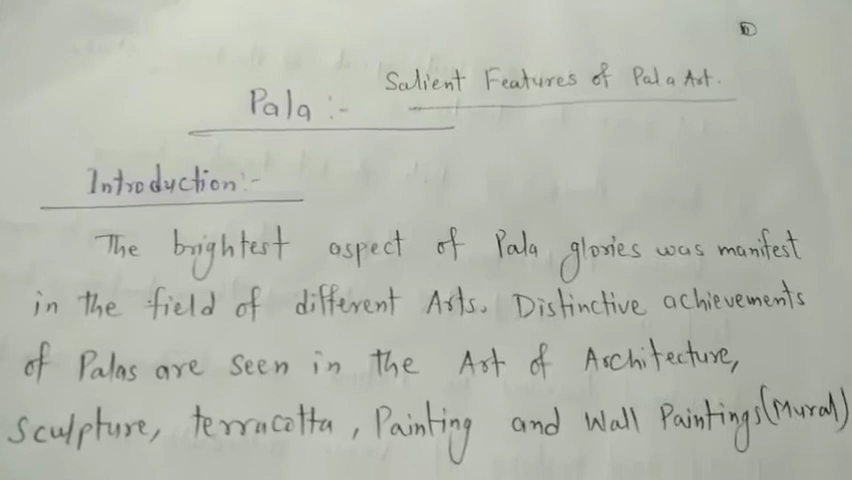 Salient Features of Pala Art.
Pala :-
Introduction :-
The brightest aspect of Pala glories was manifest
in the field of different Arts. Distinctive achievements
of Palas are seen in the Art of Architecture,
Sculpture, terracotta, Painting and Wall Paintings (Mural)